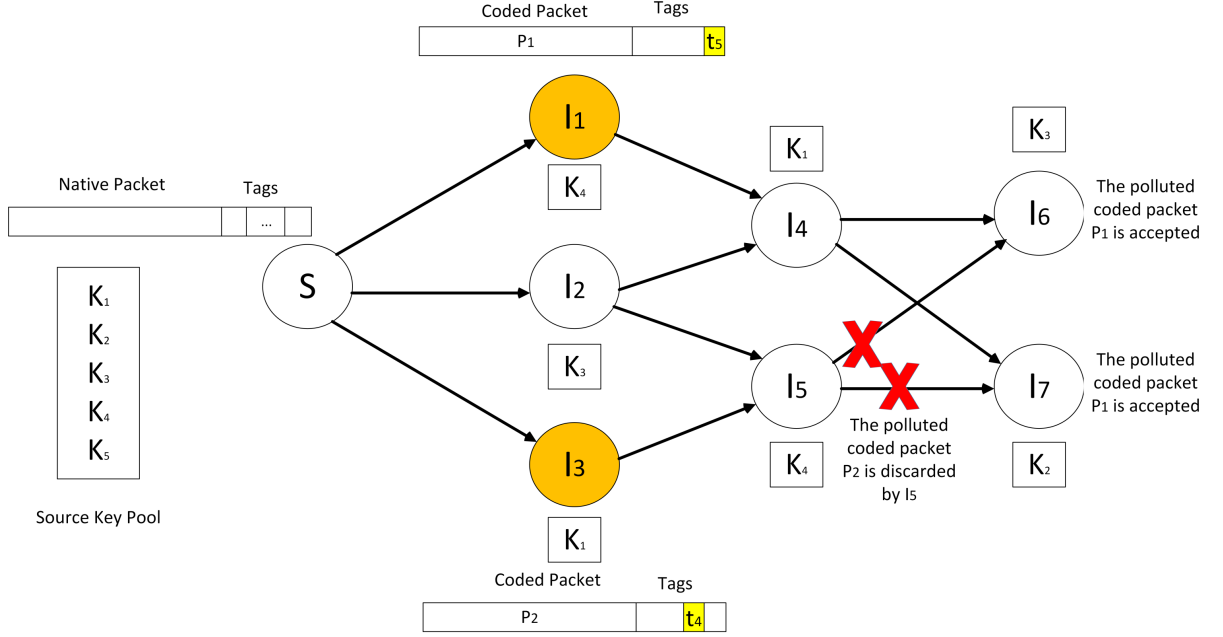 Coded Packet Tags
P1 t5
I1
K4
Native Packet Tags
...
K1
K2
K3
K4
K5
Source Key Pool
S
I2
K3
I3
K1
Coded Packet Tags
P2 t4
K1
I4
I5
K4
The polluted
coded packet
P2 is discarded
by I5
X
X
K3
I6
The polluted
coded packet
P1 is accepted
I7
K2
The polluted
coded packet
P1 is accepted